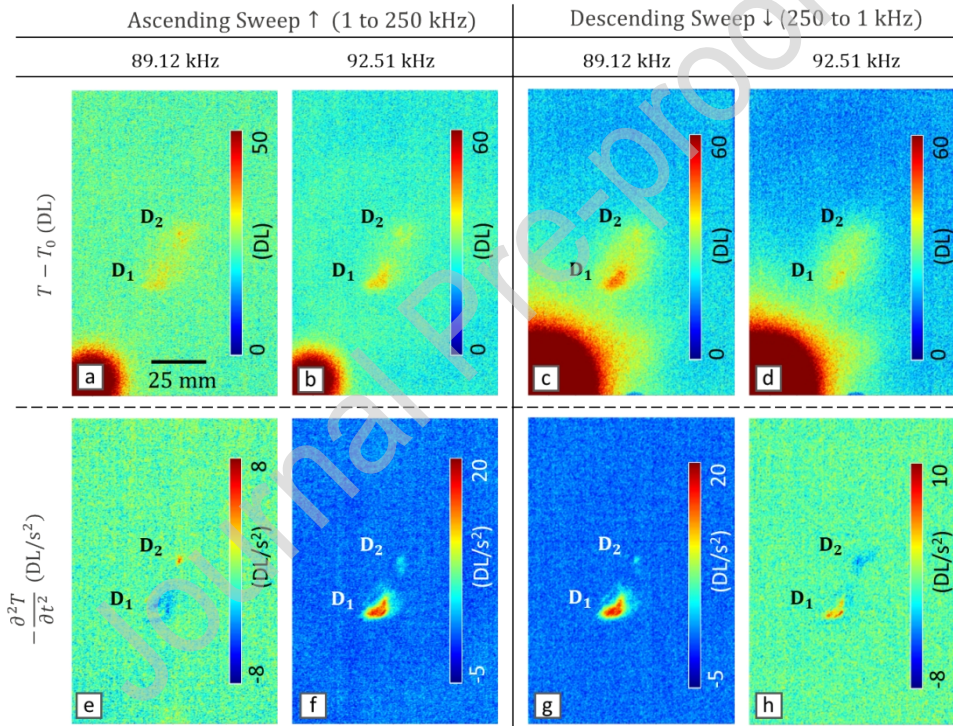 Ascending Sweep ↑ (1 to 250 kHz)
Descending Sweep ↓ (250 to 1 kHz)
89.12 kHz
92.51 kHz
89.12 kHz
92.51 kHz
T − T₀ (DL)
D₂
D₁
50
(DL)
0
25 mm
a
D₂
D₁
60
(DL)
0
b
D₂
D₁
60
(DL)
0
c
D₂
D₁
60
(DL)
0
d
−∂²T/∂t² (DL/s²)
D₂
D₁
8
(DL/s²)
-8
e
D₂
D₁
20
(DL/s²)
-5
f
D₂
D₁
20
(DL/s²)
-5
g
D₂
D₁
10
(DL/s²)
-8
h
Journal Pre-proof